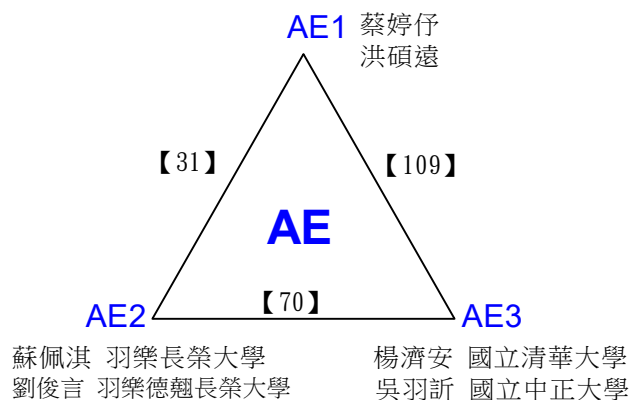 AE1 蔡婷伃
洪碩遠
【31】
【109】
AE
【70】
AE2
AE3
蘇佩淇 羽樂長榮大學
劉俊言 羽樂德翹長榮大學
楊濟安 國立清華大學
吳羽訢 國立中正大學